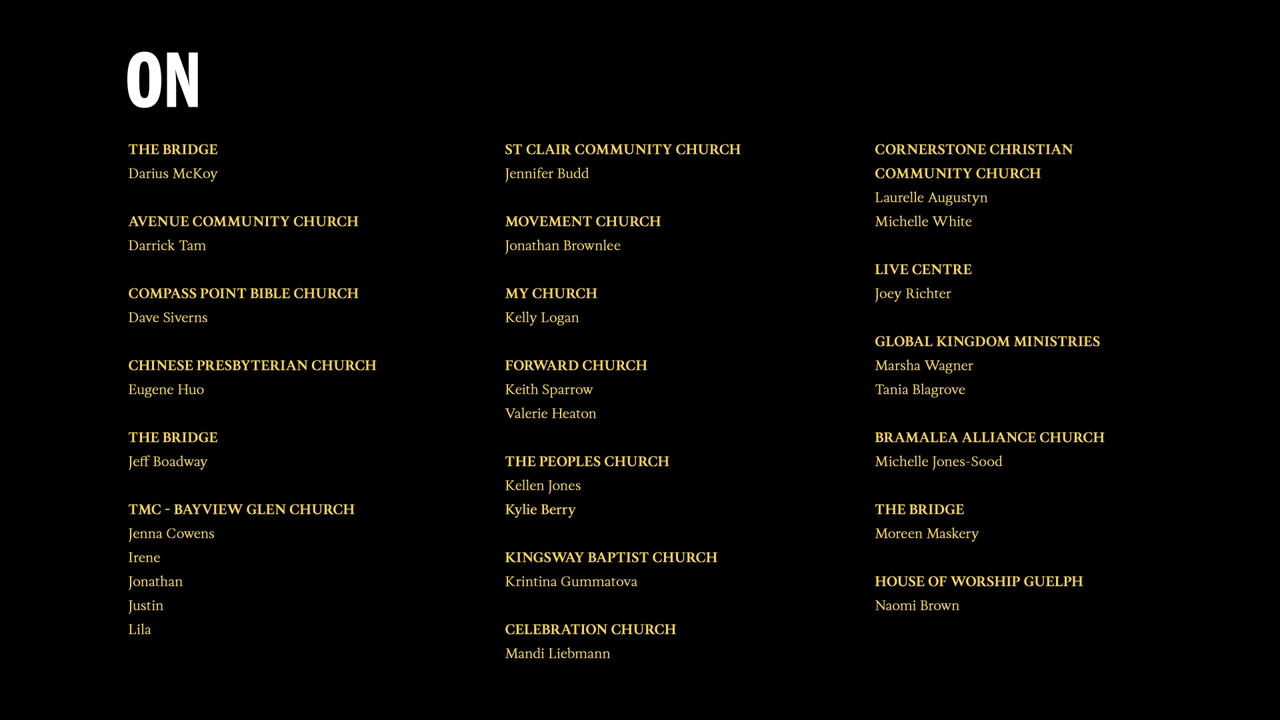 ON
THE BRIDGE
Darius McKoy
AVENUE COMMUNITY CHURCH
Darrick Tam
COMPASS POINT BIBLE CHURCH
Dave Siverns
CHINESE PRESBYTERIAN CHURCH
Eugene Huo
THE BRIDGE
Jeff Boadway
TMC - BAYVIEW GLEN CHURCH
Jenna Cowens
Irene
Jonathan
Justin
Lila
ST CLAIR COMMUNITY CHURCH
Jennifer Budd
MOVEMENT CHURCH
Jonathan Brownlee
MY CHURCH
Kelly Logan
FORWARD CHURCH
Keith Sparrow
Valerie Heaton
THE PEOPLES CHURCH
Kellen Jones
Kylie Berry
KINGSWAY BAPTIST CHURCH
Krintina Gummatova
CELEBRATION CHURCH
Mandi Liebmann
CORNERSTONE CHRISTIAN
COMMUNITY CHURCH
Laurelle Augustyn
Michelle White
LIVE CENTRE
Joey Richter
GLOBAL KINGDOM MINISTRIES
Marsha Wagner
Tania Blagrove
BRAMALEA ALLIANCE CHURCH
Michelle Jones-Sood
THE BRIDGE
Moreen Maskery
HOUSE OF WORSHIP GUELPH
Naomi Brown